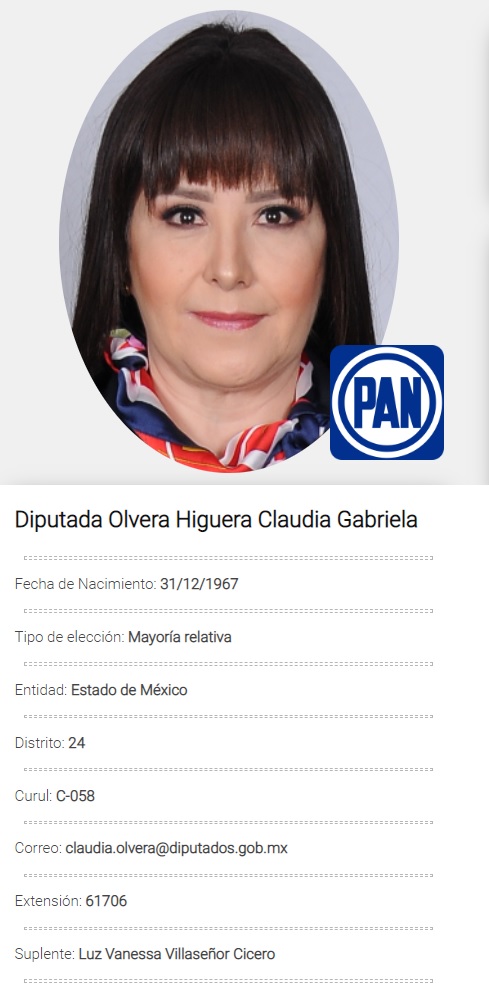 PAN
Diputada Olvera Higuera Claudia Gabriela
Fecha de Nacimiento: 31/12/1967
Tipo de elección: Mayoría relativa
Entidad: Estado de México
Distrito: 24
Curul: C-058
Correo: claudia.olvera@diputados.gob.mx
Extensión: 61706
Suplente: Luz Vanessa Villaseñor Cicero